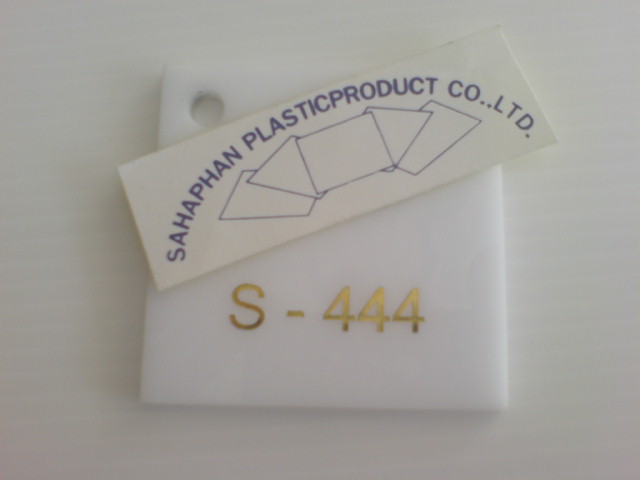 SAHAPHAN PLASTICPRODUCT CO.,LTD.
S - 444